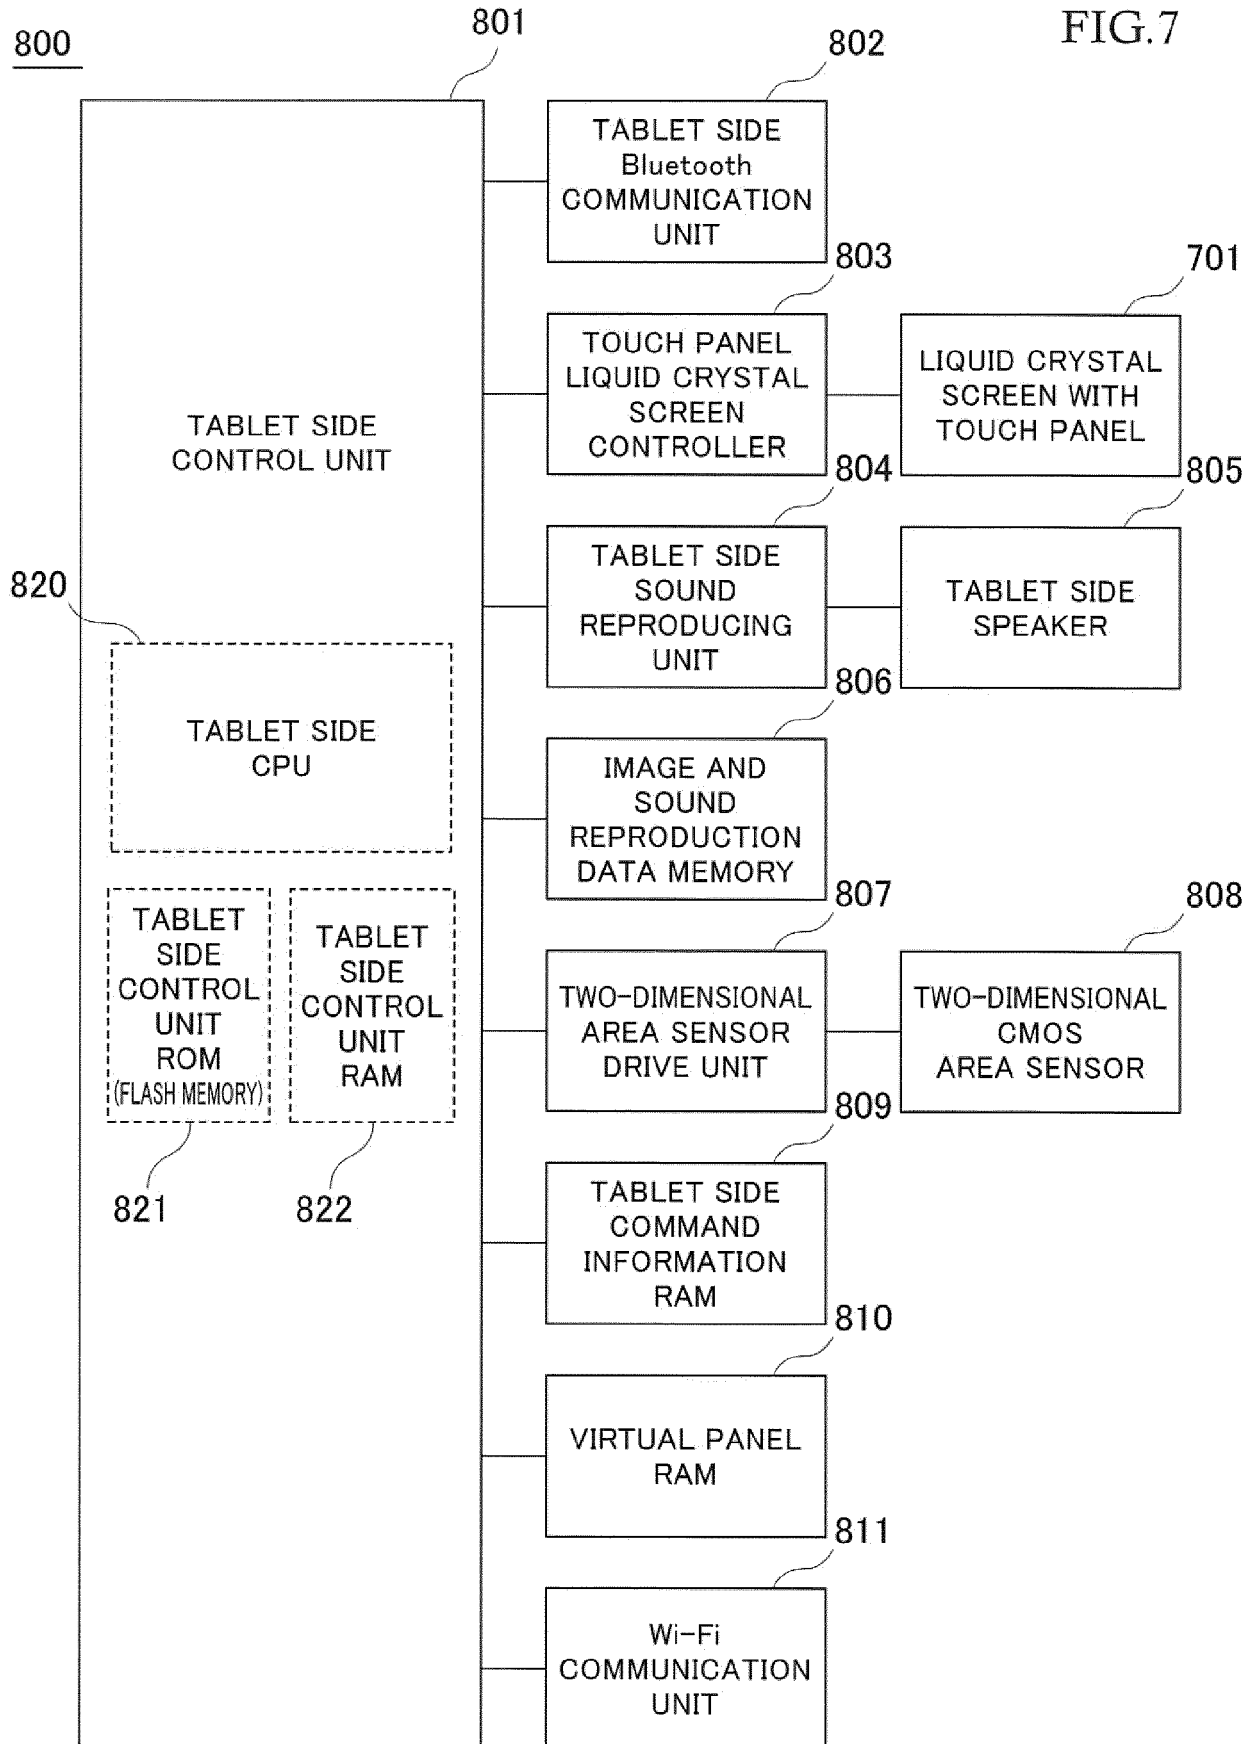 FIG.7
800
801
802
TABLET SIDE
Bluetooth
COMMUNICATION
UNIT
803
701
TOUCH PANEL
LIQUID CRYSTAL
SCREEN
CONTROLLER
LIQUID CRYSTAL
SCREEN WITH
TOUCH PANEL
TABLET SIDE
CONTROL UNIT
804
805
TABLET SIDE
SOUND
REPRODUCING
UNIT
TABLET SIDE
SPEAKER
820
TABLET SIDE
CPU
806
IMAGE AND
SOUND
REPRODUCTION
DATA MEMORY
807
808
TABLET
SIDE
CONTROL
UNIT
ROM
(FLASH MEMORY)
TABLET
SIDE
CONTROL
UNIT
RAM
TWO-DIMENSIONAL
AREA SENSOR
DRIVE UNIT
TWO-DIMENSIONAL
CMOS
AREA SENSOR
821
822
809
TABLET SIDE
COMMAND
INFORMATION
RAM
810
VIRTUAL PANEL
RAM
811
Wi-Fi
COMMUNICATION
UNIT